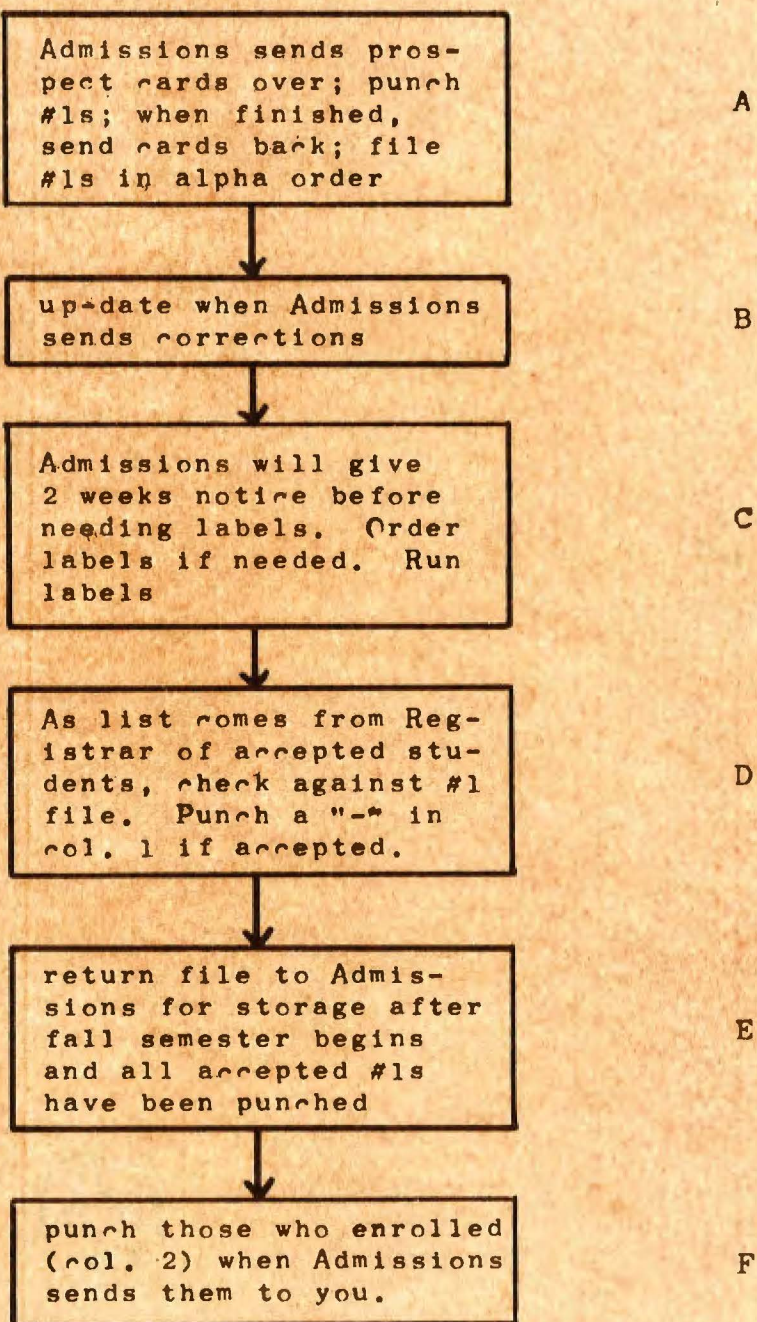 Admissions sends pros-
pect cards over; punch
#1s; when finished,
send cards back; file
#1s in alpha order
A
up-date when Admissions
sends corrections
B
Admissions will give
2 weeks notice before
needing labels. Order
labels if needed. Run
labels
C
As list comes from Reg-
istrar of accepted stu-
dents, check against #1
file. Punch a "-" in
col. 1 if accepted.
D
return file to Admis-
sions for storage after
fall semester begins
and all accepted #1s
have been punched
E
punch those who enrolled
(col. 2) when Admissions
sends them to you.
F